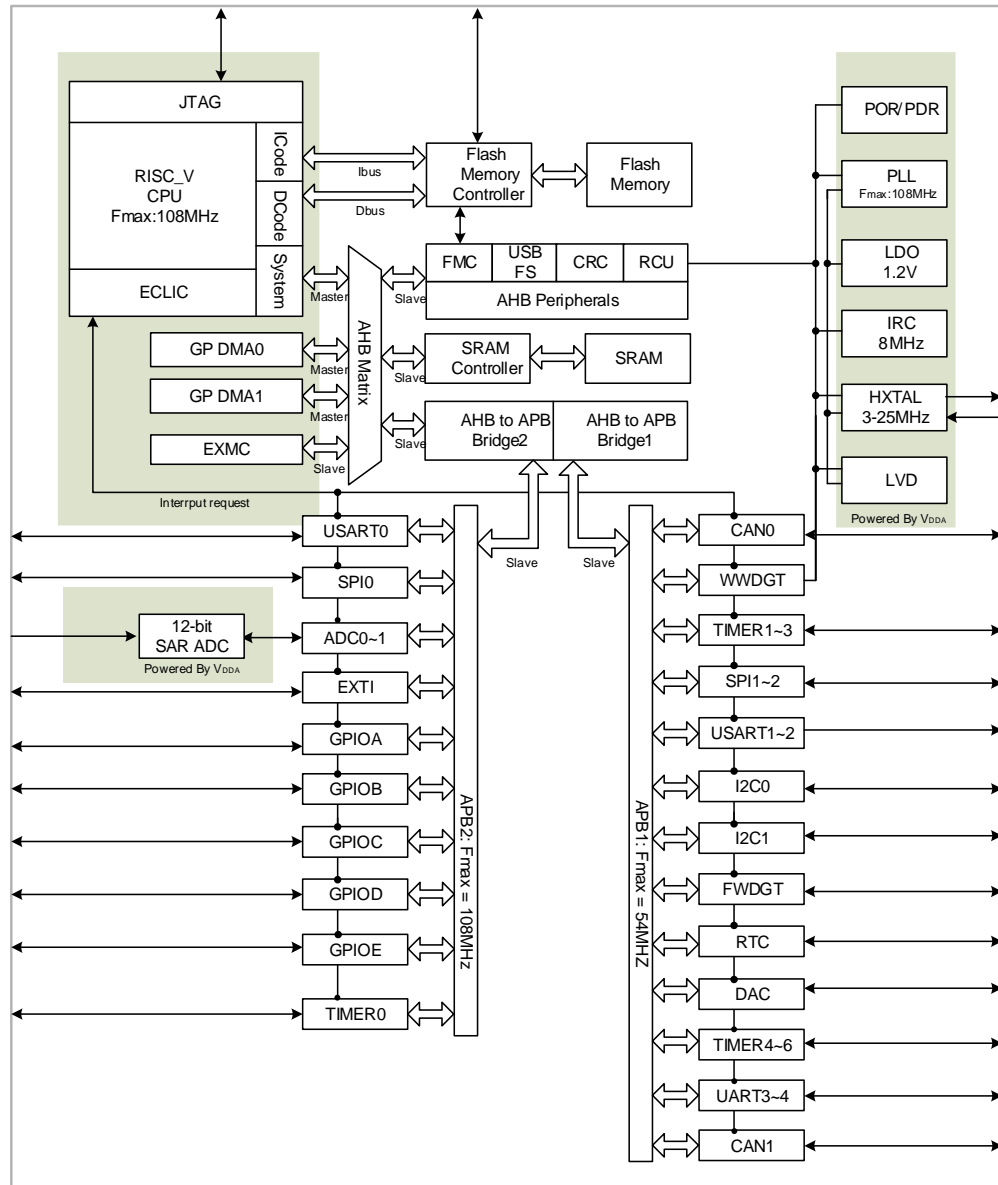 JTAG
RISC_V
CPU
Fmax:108MHz
ICode
DCode
System
ECLIC
Ibus
Dbus
Flash
Memory
Controller
Flash
Memory
FMC
USB
FS
CRC
RCU
AHB Peripherals
Master
Slave
AHB Matrix
GP DMA0
Master
GP DMA1
Master
EXMC
Slave
SRAM
Controller
SRAM
Slave
AHB to APB
Bridge2
AHB to APB
Bridge1
Slave
POR/PDR
PLL
Fmax:108MHz
LDO
1.2V
IRC
8MHz
HXTAL
3-25MHz
LVD
Powered By VDDA
Interrput request
Slave
Slave
USART0
SPI0
12-bit
SAR ADC
Powered By VDDA
ADC0~1
EXTI
GPIOA
GPIOB
GPIOC
GPIOD
GPIOE
TIMER0
APB2: Fmax = 108MHz
APB1: Fmax = 54MHZ
CAN0
WWDGT
TIMER1~3
SPI1~2
USART1~2
I2C0
I2C1
FWDGT
RTC
DAC
TIMER4~6
UART3~4
CAN1